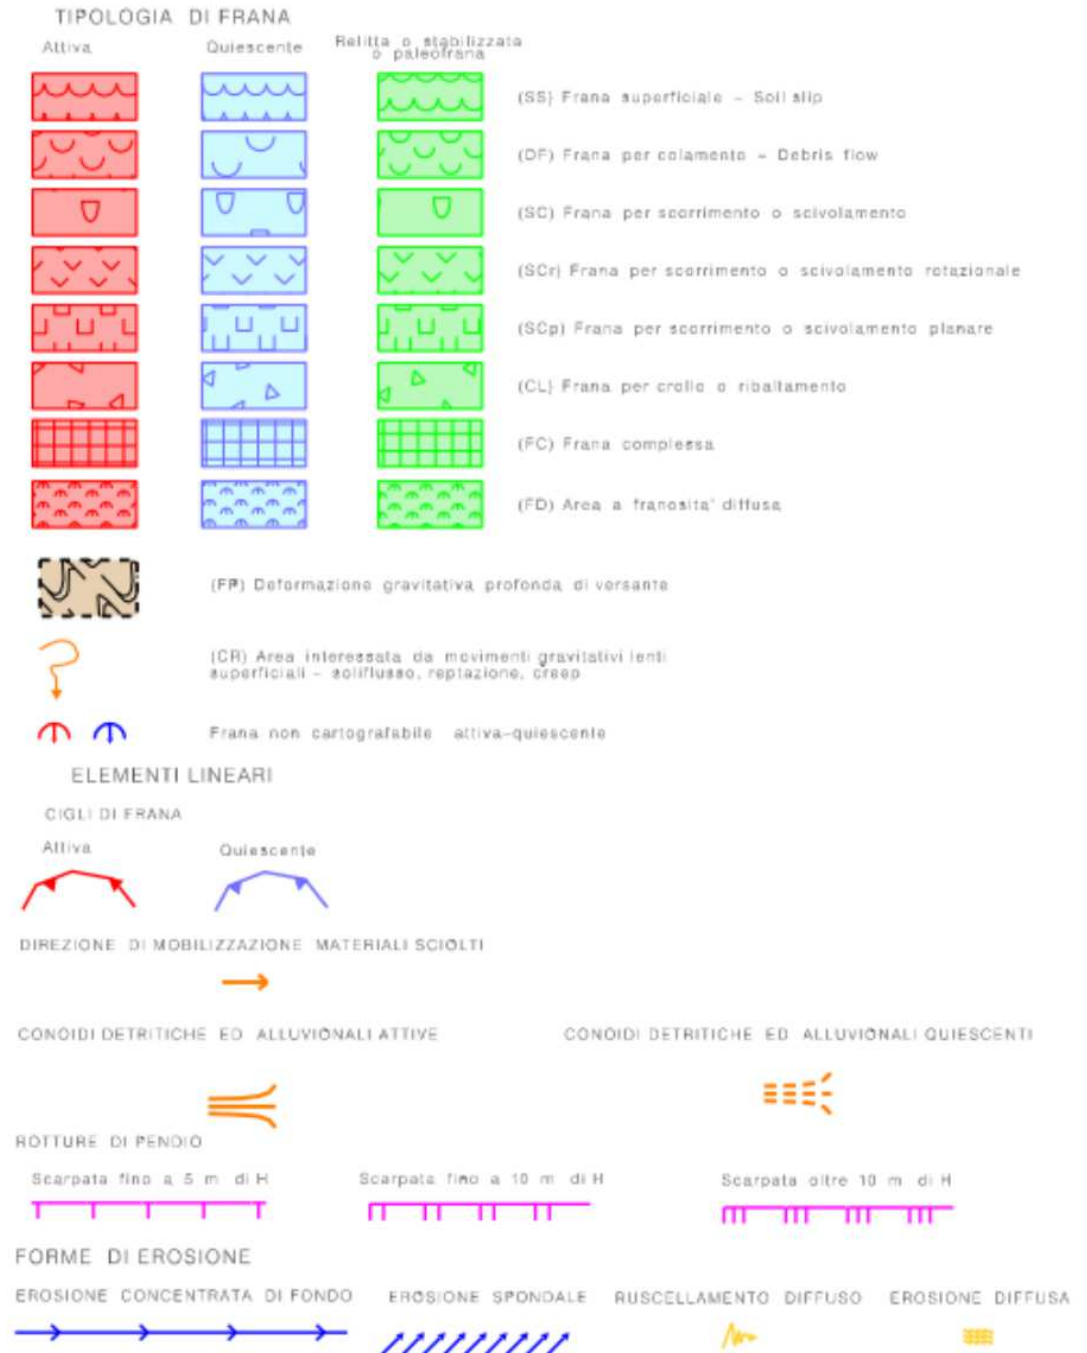 TIPOLOGIA DI FRANA
Attiva
Quiescente
Relitta o stabilizzata
o paleofrana
(SS) Frana superficiale - Soil slip
(DF) Frana per colamento - Debris flow
(SC) Frana per scorrimento o scivolamento
(SCr) Frana per scorrimento o scivolamento rotazionale
(SCp) Frana per scorrimento o scivolamento planare
(CL) Frana per crollo o ribaltamento
(FC) Frana complessa
(FD) Area a franosita' diffusa
(FP) Deformazione gravitativa profonda di versante
(CR) Area interessata da movimenti gravitativi lenti
superficiali - soliflusso, reptazione, creep
Frana non cartografabile attiva-quiescente
ELEMENTI LINEARI
CIGLI DI FRANA
Attiva
Quiescente
DIREZIONE DI MOBILIZZAZIONE MATERIALI SCIOLTI
CONOIDI DETRITICHE ED ALLUVIONALI ATTIVE
CONOIDI DETRITICHE ED ALLUVIONALI QUIESCENTI
ROTTURE DI PENDIO
Scarpata fino a 5 m di H
Scarpata fino a 10 m di H
Scarpata oltre 10 m di H
FORME DI EROSIONE
EROSIONE CONCENTRATA DI FONDO
EROSIONE SPONDALE
RUSCELLAMENTO DIFFUSO
EROSIONE DIFFUSA